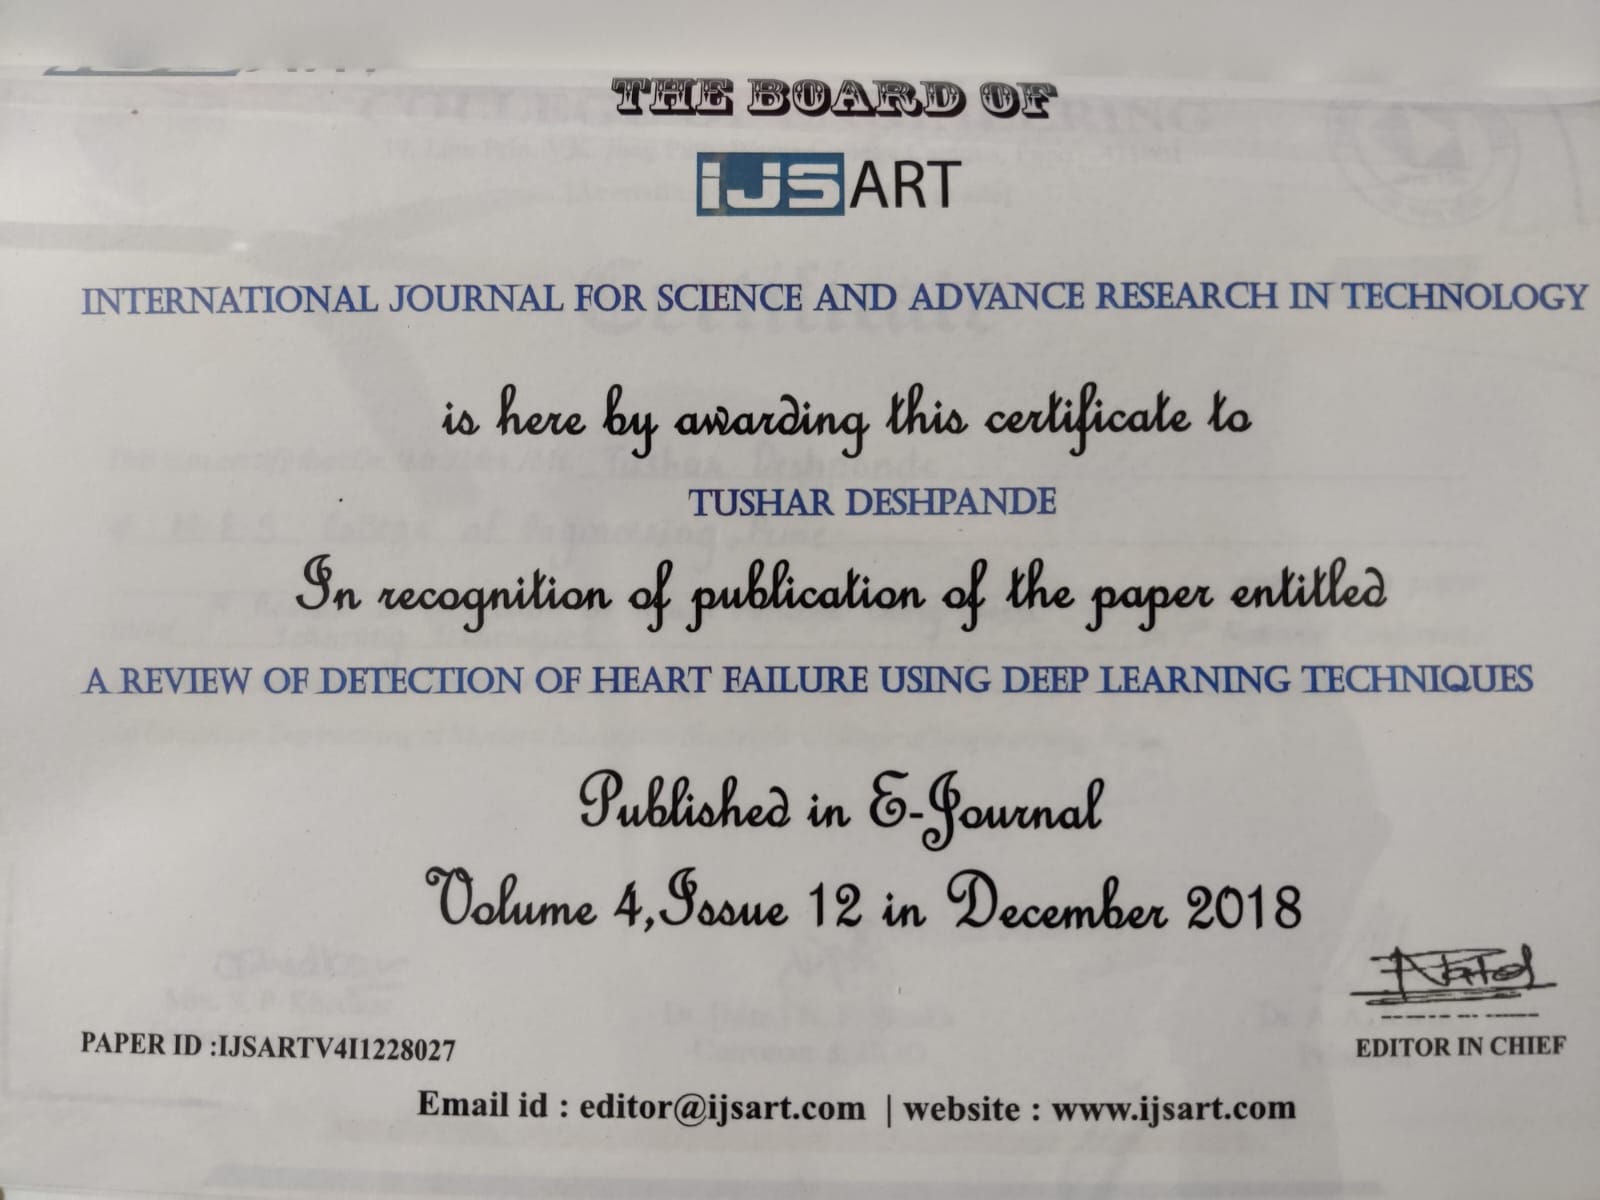 THE BOARD OF
IJSART
INTERNATIONAL JOURNAL FOR SCIENCE AND ADVANCE RESEARCH IN TECHNOLOGY
is here by awarding this certificate to
TUSHAR DESHPANDE
In recognition of publication of the paper entitled
A REVIEW OF DETECTION OF HEART FAILURE USING DEEP LEARNING TECHNIQUES
Published in E-Journal
Volume 4,Issue 12 in December 2018
PAPER ID :IJSARTV4I1228027
EDITOR IN CHIEF
Email id : editor@ijsart.com | website : www.ijsart.com